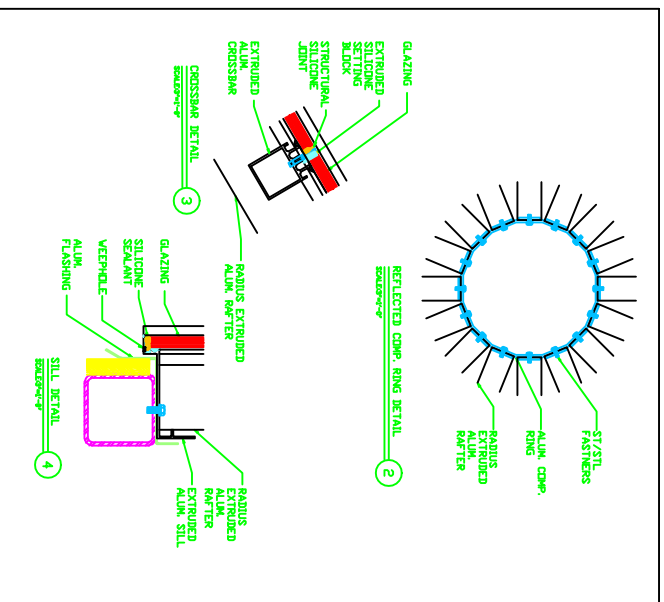 GLAZING
EXTRUDED
SILICONE
SETTING
BLOCK
STRUCTURAL
SILICONE
JOINT
EXTRUDED
ALUM.
CROSSBAR
RADIUS EXTRUDED
ALUM. RAFTER
CROSSBAR DETAIL
3
ST/STL
FASTNERS
ALUM. COMP.
RING
RADIUS
EXTRUDED
ALUM.
RAFTER
REFLECTED COMP. RING DETAIL
2
GLAZING
SILICONE
SEALANT
WEEPHOLE
ALUM.
FLASHING
RADIUS
EXTRUDED
ALUM.
RAFTER
EXTRUDED
ALUM. SILL
SILL DETAIL
4